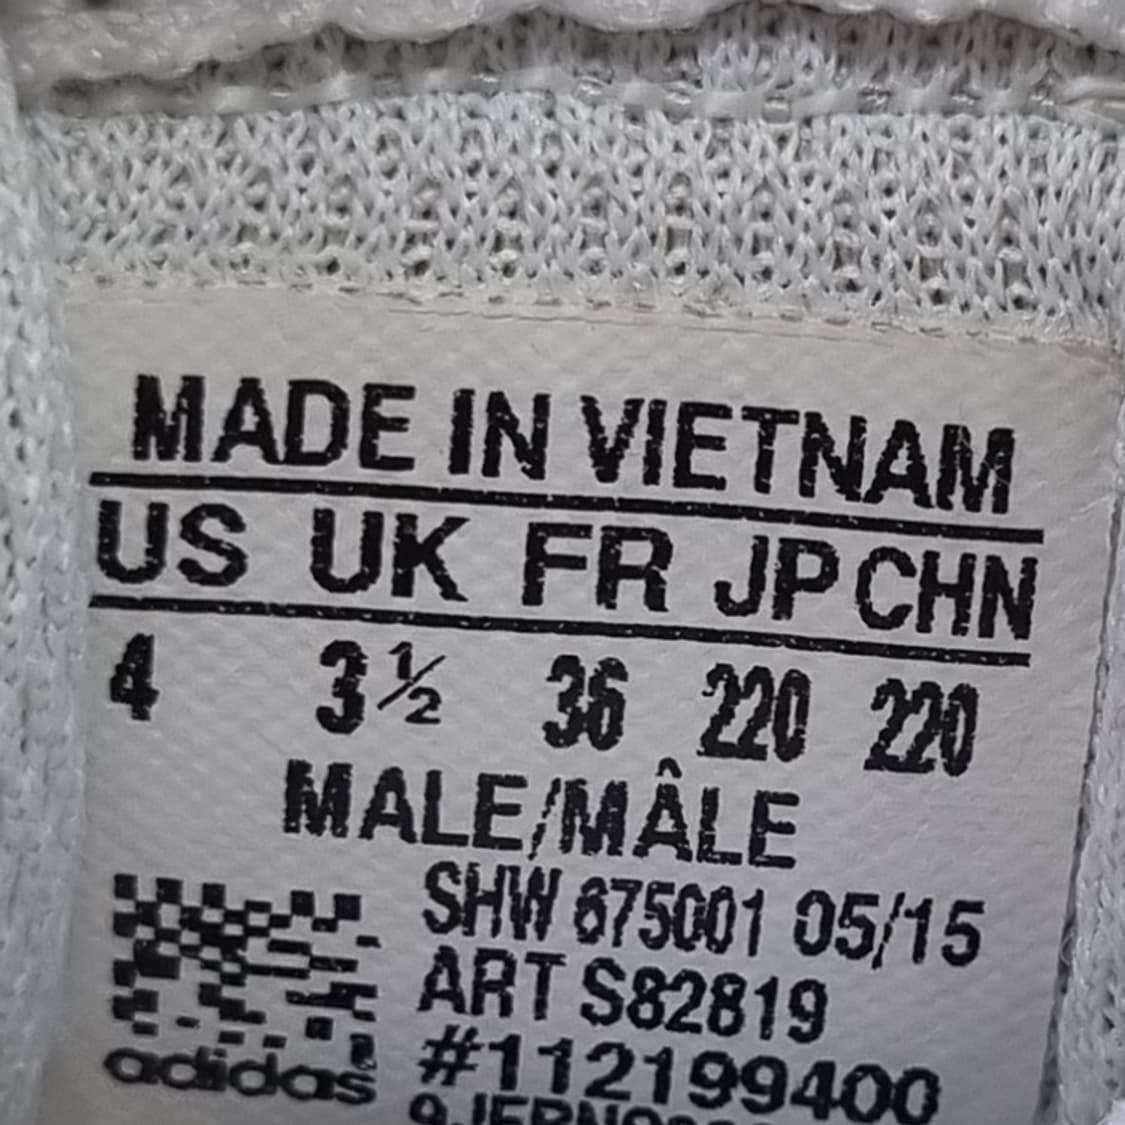 MADE IN VIETNAM
US UK FR JP CHN
4 3½ 36 220 220
MALE/MÂLE
SHW 675001 05/15
ART S82819
#112199400
adidas